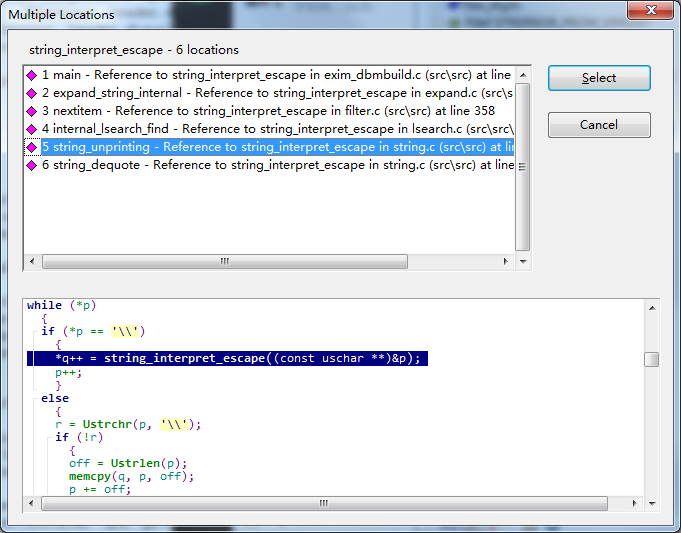 Multiple Locations
string_interpret_escape - 6 locations
1 main - Reference to string_interpret_escape in exim_dbmbuild.c (src\src) at line
2 expand_string_internal - Reference to string_interpret_escape in expand.c (src\s
3 nextitem - Reference to string_interpret_escape in filter.c (src\src) at line 358
4 internal_lsearch_find - Reference to string_interpret_escape in lsearch.c (src\src\
5 string_unprinting - Reference to string_interpret_escape in string.c (src\src) at lin
6 string_dequote - Reference to string_interpret_escape in string.c (src\src) at line
Select
Cancel
while (*p)
{
if (*p == '\\')
{
*q++ = string_interpret_escape((const uschar **)&p);
p++;
}
else
{
r = Ustrchr(p, '\\');
if (!r)
{
off = Ustrlen(p);
memcpy(q, p, off);
p += off;